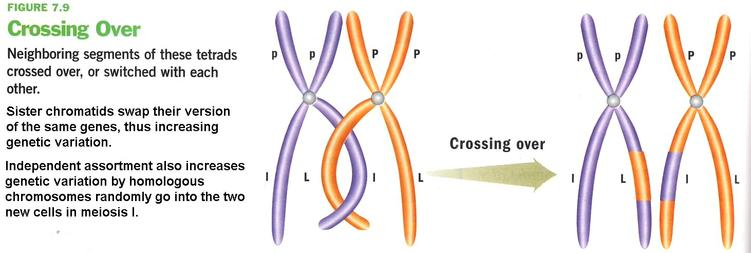 FIGURE 7.9
Crossing Over
Neighboring segments of these tetrads
crossed over, or switched with each
other.
Sister chromatids swap their version
of the same genes, thus increasing
genetic variation.
Independent assortment also increases
genetic variation by homologous
chromosomes randomly go into the two
new cells in meiosis I.
p p P P
l L l L
Crossing over
p p P P
l L l L